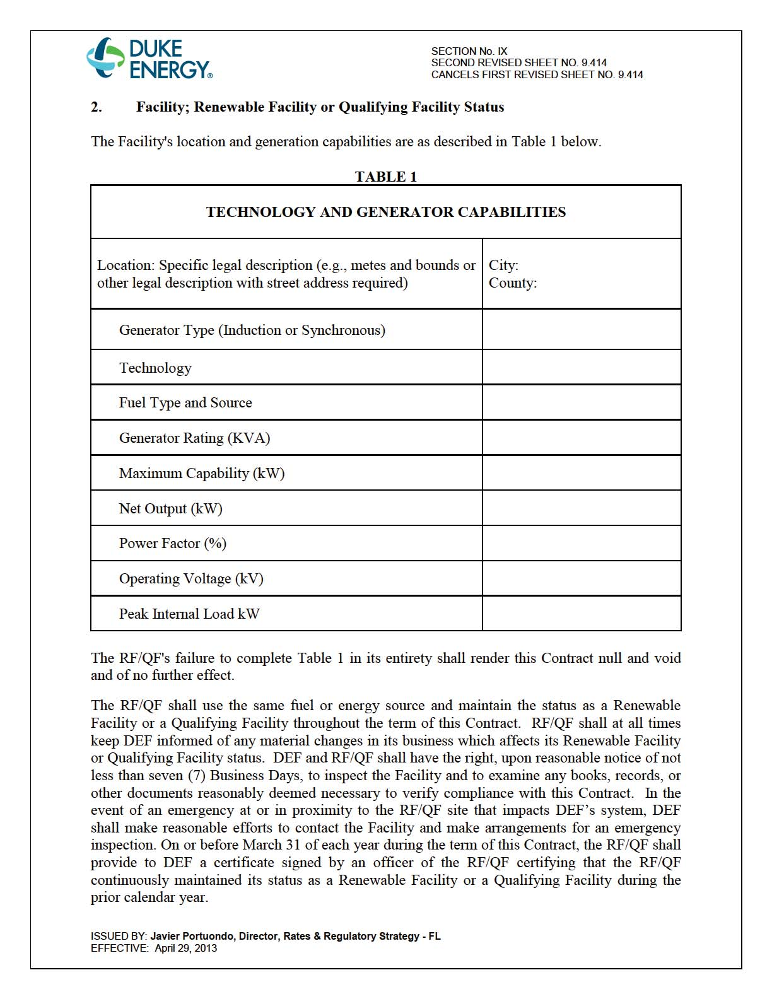 DUKE
ENERGY®
SECTION No. IX
SECOND REVISED SHEET NO. 9.414
CANCELS FIRST REVISED SHEET NO. 9.414
2. Facility; Renewable Facility or Qualifying Facility Status
The Facility's location and generation capabilities are as described in Table 1 below.
TABLE 1
TECHNOLOGY AND GENERATOR CAPABILITIES
Location: Specific legal description (e.g., metes and bounds or
other legal description with street address required)
City:
County:
Generator Type (Induction or Synchronous)
Technology
Fuel Type and Source
Generator Rating (KVA)
Maximum Capability (kW)
Net Output (kW)
Power Factor (%)
Operating Voltage (kV)
Peak Internal Load kW
The RF/QF's failure to complete Table 1 in its entirety shall render this Contract null and void
and of no further effect.
The RF/QF shall use the same fuel or energy source and maintain the status as a Renewable
Facility or a Qualifying Facility throughout the term of this Contract.  RF/QF shall at all times
keep DEF informed of any material changes in its business which affects its Renewable Facility
or Qualifying Facility status.  DEF and RF/QF shall have the right, upon reasonable notice of not
less than seven (7) Business Days, to inspect the Facility and to examine any books, records, or
other documents reasonably deemed necessary to verify compliance with this Contract.  In the
event of an emergency at or in proximity to the RF/QF site that impacts DEF’s system, DEF
shall make reasonable efforts to contact the Facility and make arrangements for an emergency
inspection. On or before March 31 of each year during the term of this Contract, the RF/QF shall
provide to DEF a certificate signed by an officer of the RF/QF certifying that the RF/QF
continuously maintained its status as a Renewable Facility or a Qualifying Facility during the
prior calendar year.
ISSUED BY: Javier Portuondo, Director, Rates & Regulatory Strategy - FL
EFFECTIVE:  April 29, 2013